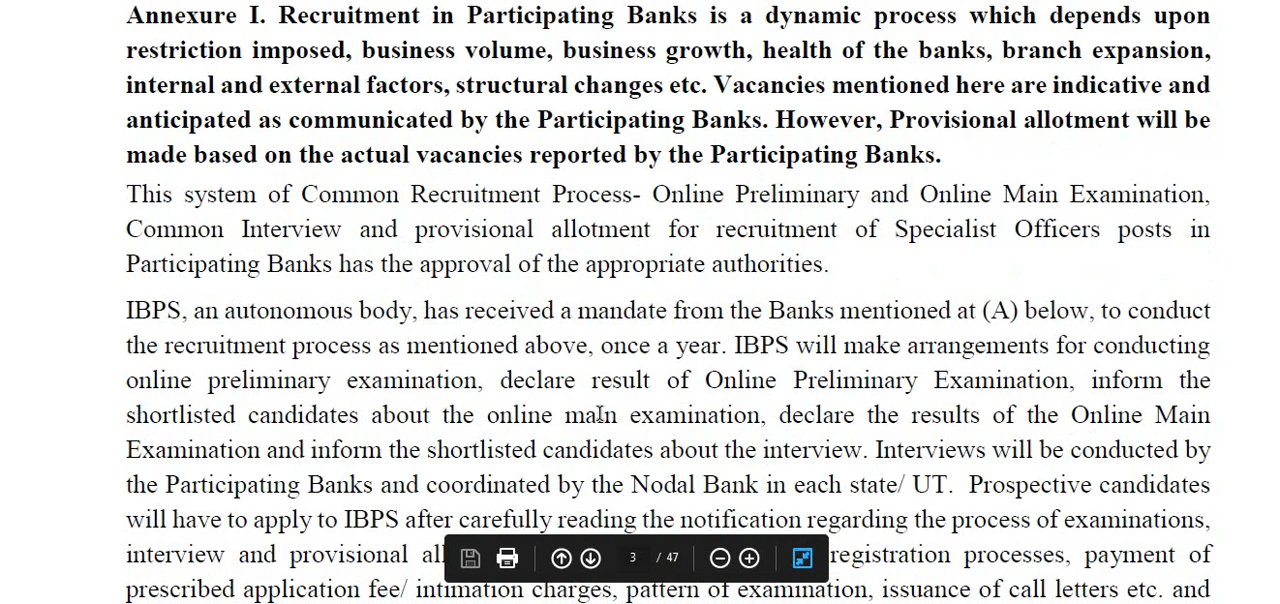 Annexure I. Recruitment in Participating Banks is a dynamic process which depends upon
restriction imposed, business volume, business growth, health of the banks, branch expansion,
internal and external factors, structural changes etc. Vacancies mentioned here are indicative and
anticipated as communicated by the Participating Banks. However, Provisional allotment will be
made based on the actual vacancies reported by the Participating Banks.
This system of Common Recruitment Process- Online Preliminary and Online Main Examination,
Common Interview and provisional allotment for recruitment of Specialist Officers posts in
Participating Banks has the approval of the appropriate authorities.
IBPS, an autonomous body, has received a mandate from the Banks mentioned at (A) below, to conduct
the recruitment process as mentioned above, once a year. IBPS will make arrangements for conducting
online preliminary examination, declare result of Online Preliminary Examination, inform the
shortlisted candidates about the online main examination, declare the results of the Online Main
Examination and inform the shortlisted candidates about the interview. Interviews will be conducted by
the Participating Banks and coordinated by the Nodal Bank in each state/ UT. Prospective candidates
will have to apply to IBPS after carefully reading the notification regarding the process of examinations,
interview and provisional registration processes, payment of
3 / 47
prescribed application fee/ intimation charges, pattern of examination, issuance of call letters etc. and